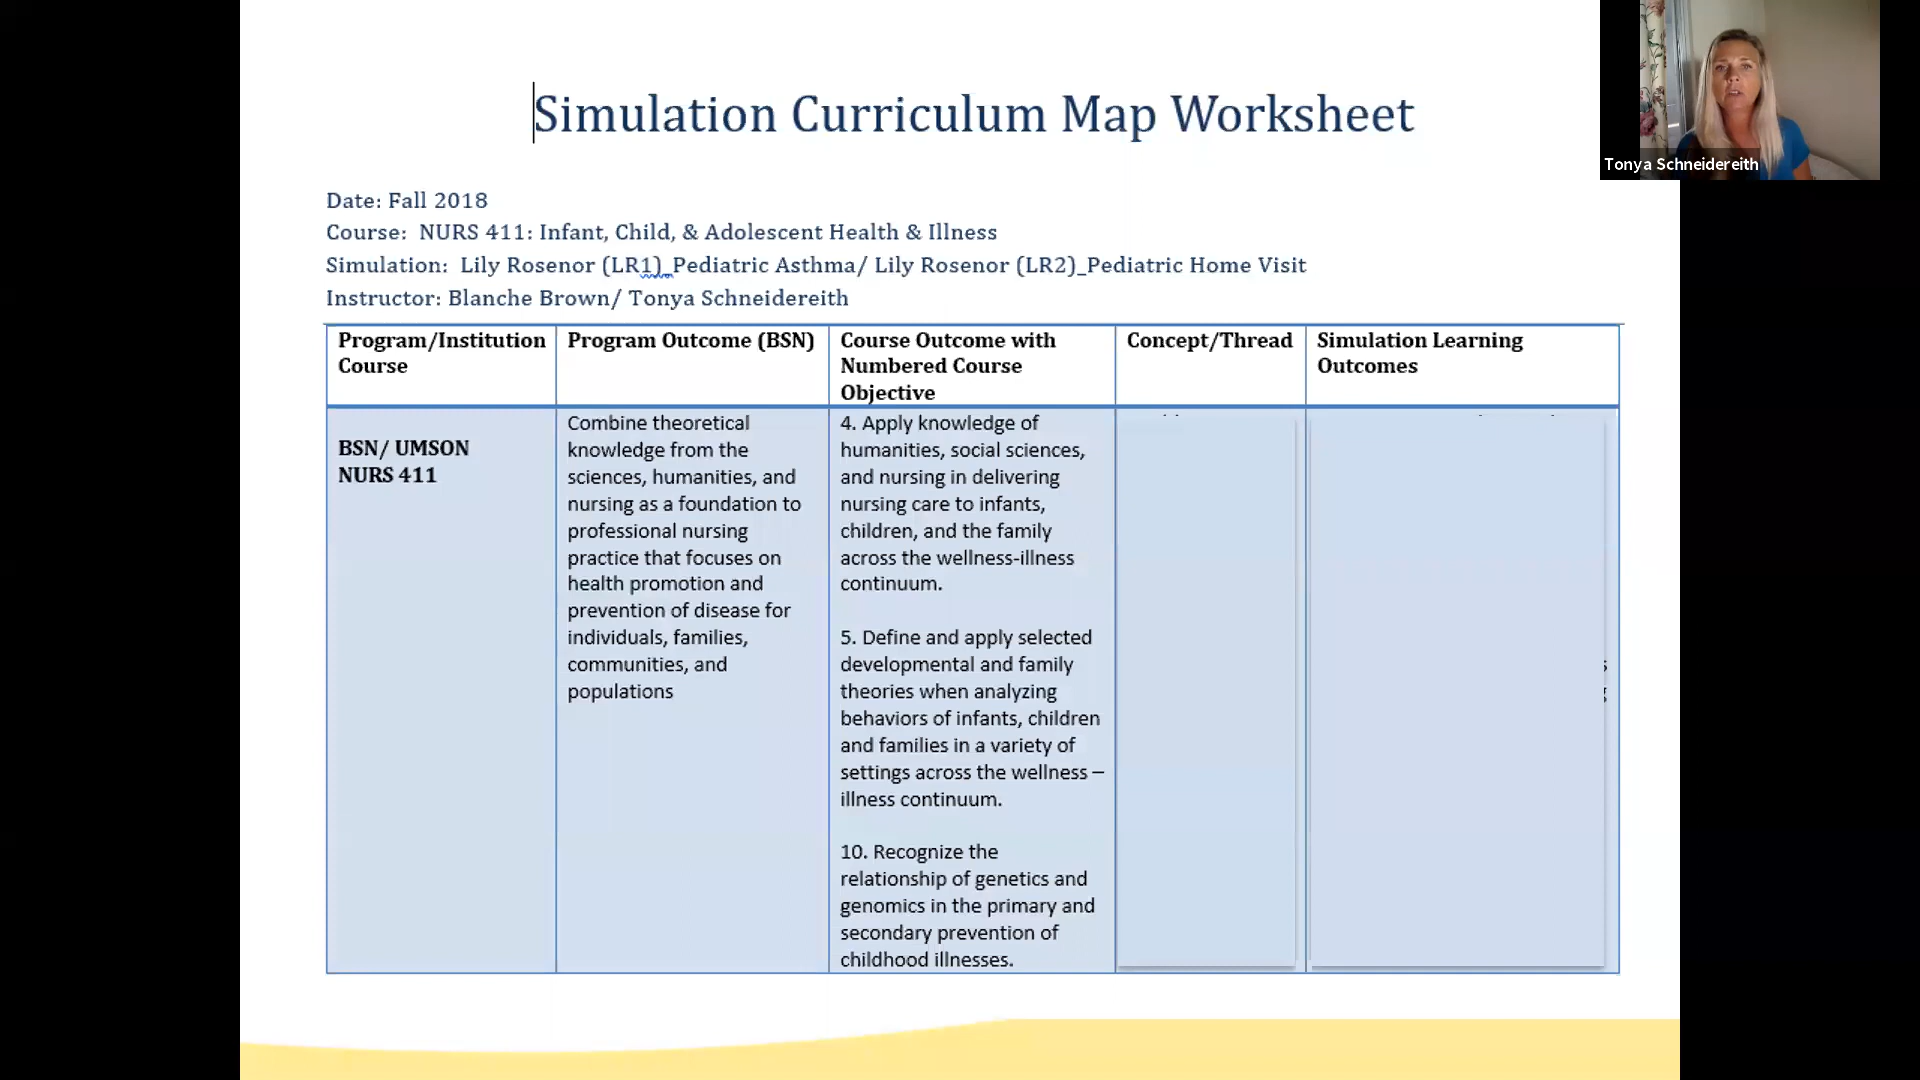 Simulation Curriculum Map Worksheet
Tonya Schneidereith
Date: Fall 2018
Course:  NURS 411: Infant, Child, & Adolescent Health & Illness
Simulation:  Lily Rosenor (LR1)_Pediatric Asthma/ Lily Rosenor (LR2)_Pediatric Home Visit
Instructor: Blanche Brown/ Tonya Schneidereith
Program/Institution
Course
Program Outcome (BSN)
Course Outcome with
Numbered Course
Objective
Concept/Thread
Simulation Learning
Outcomes
BSN/ UMSON
NURS 411
Combine theoretical
knowledge from the
sciences, humanities, and
nursing as a foundation to
professional nursing
practice that focuses on
health promotion and
prevention of disease for
individuals, families,
communities, and
populations
4. Apply knowledge of
humanities, social sciences,
and nursing in delivering
nursing care to infants,
children, and the family
across the wellness-illness
continuum.
5. Define and apply selected
developmental and family
theories when analyzing
behaviors of infants, children
and families in a variety of
settings across the wellness –
illness continuum.
10. Recognize the
relationship of genetics and
genomics in the primary and
secondary prevention of
childhood illnesses.